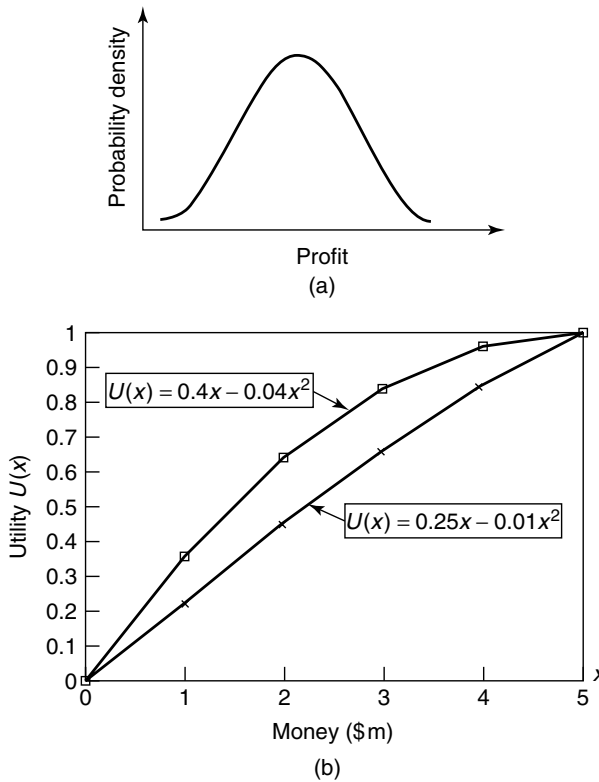 Probability density
Profit
(a)
1
0.9
0.8
0.7
0.6
0.5
0.4
0.3
0.2
0.1
0
Utility U(x)
U(x) = 0.4x – 0.04x²
U(x) = 0.25x – 0.01x²
0 1 2 3 4 5
x
Money ($m)
(b)